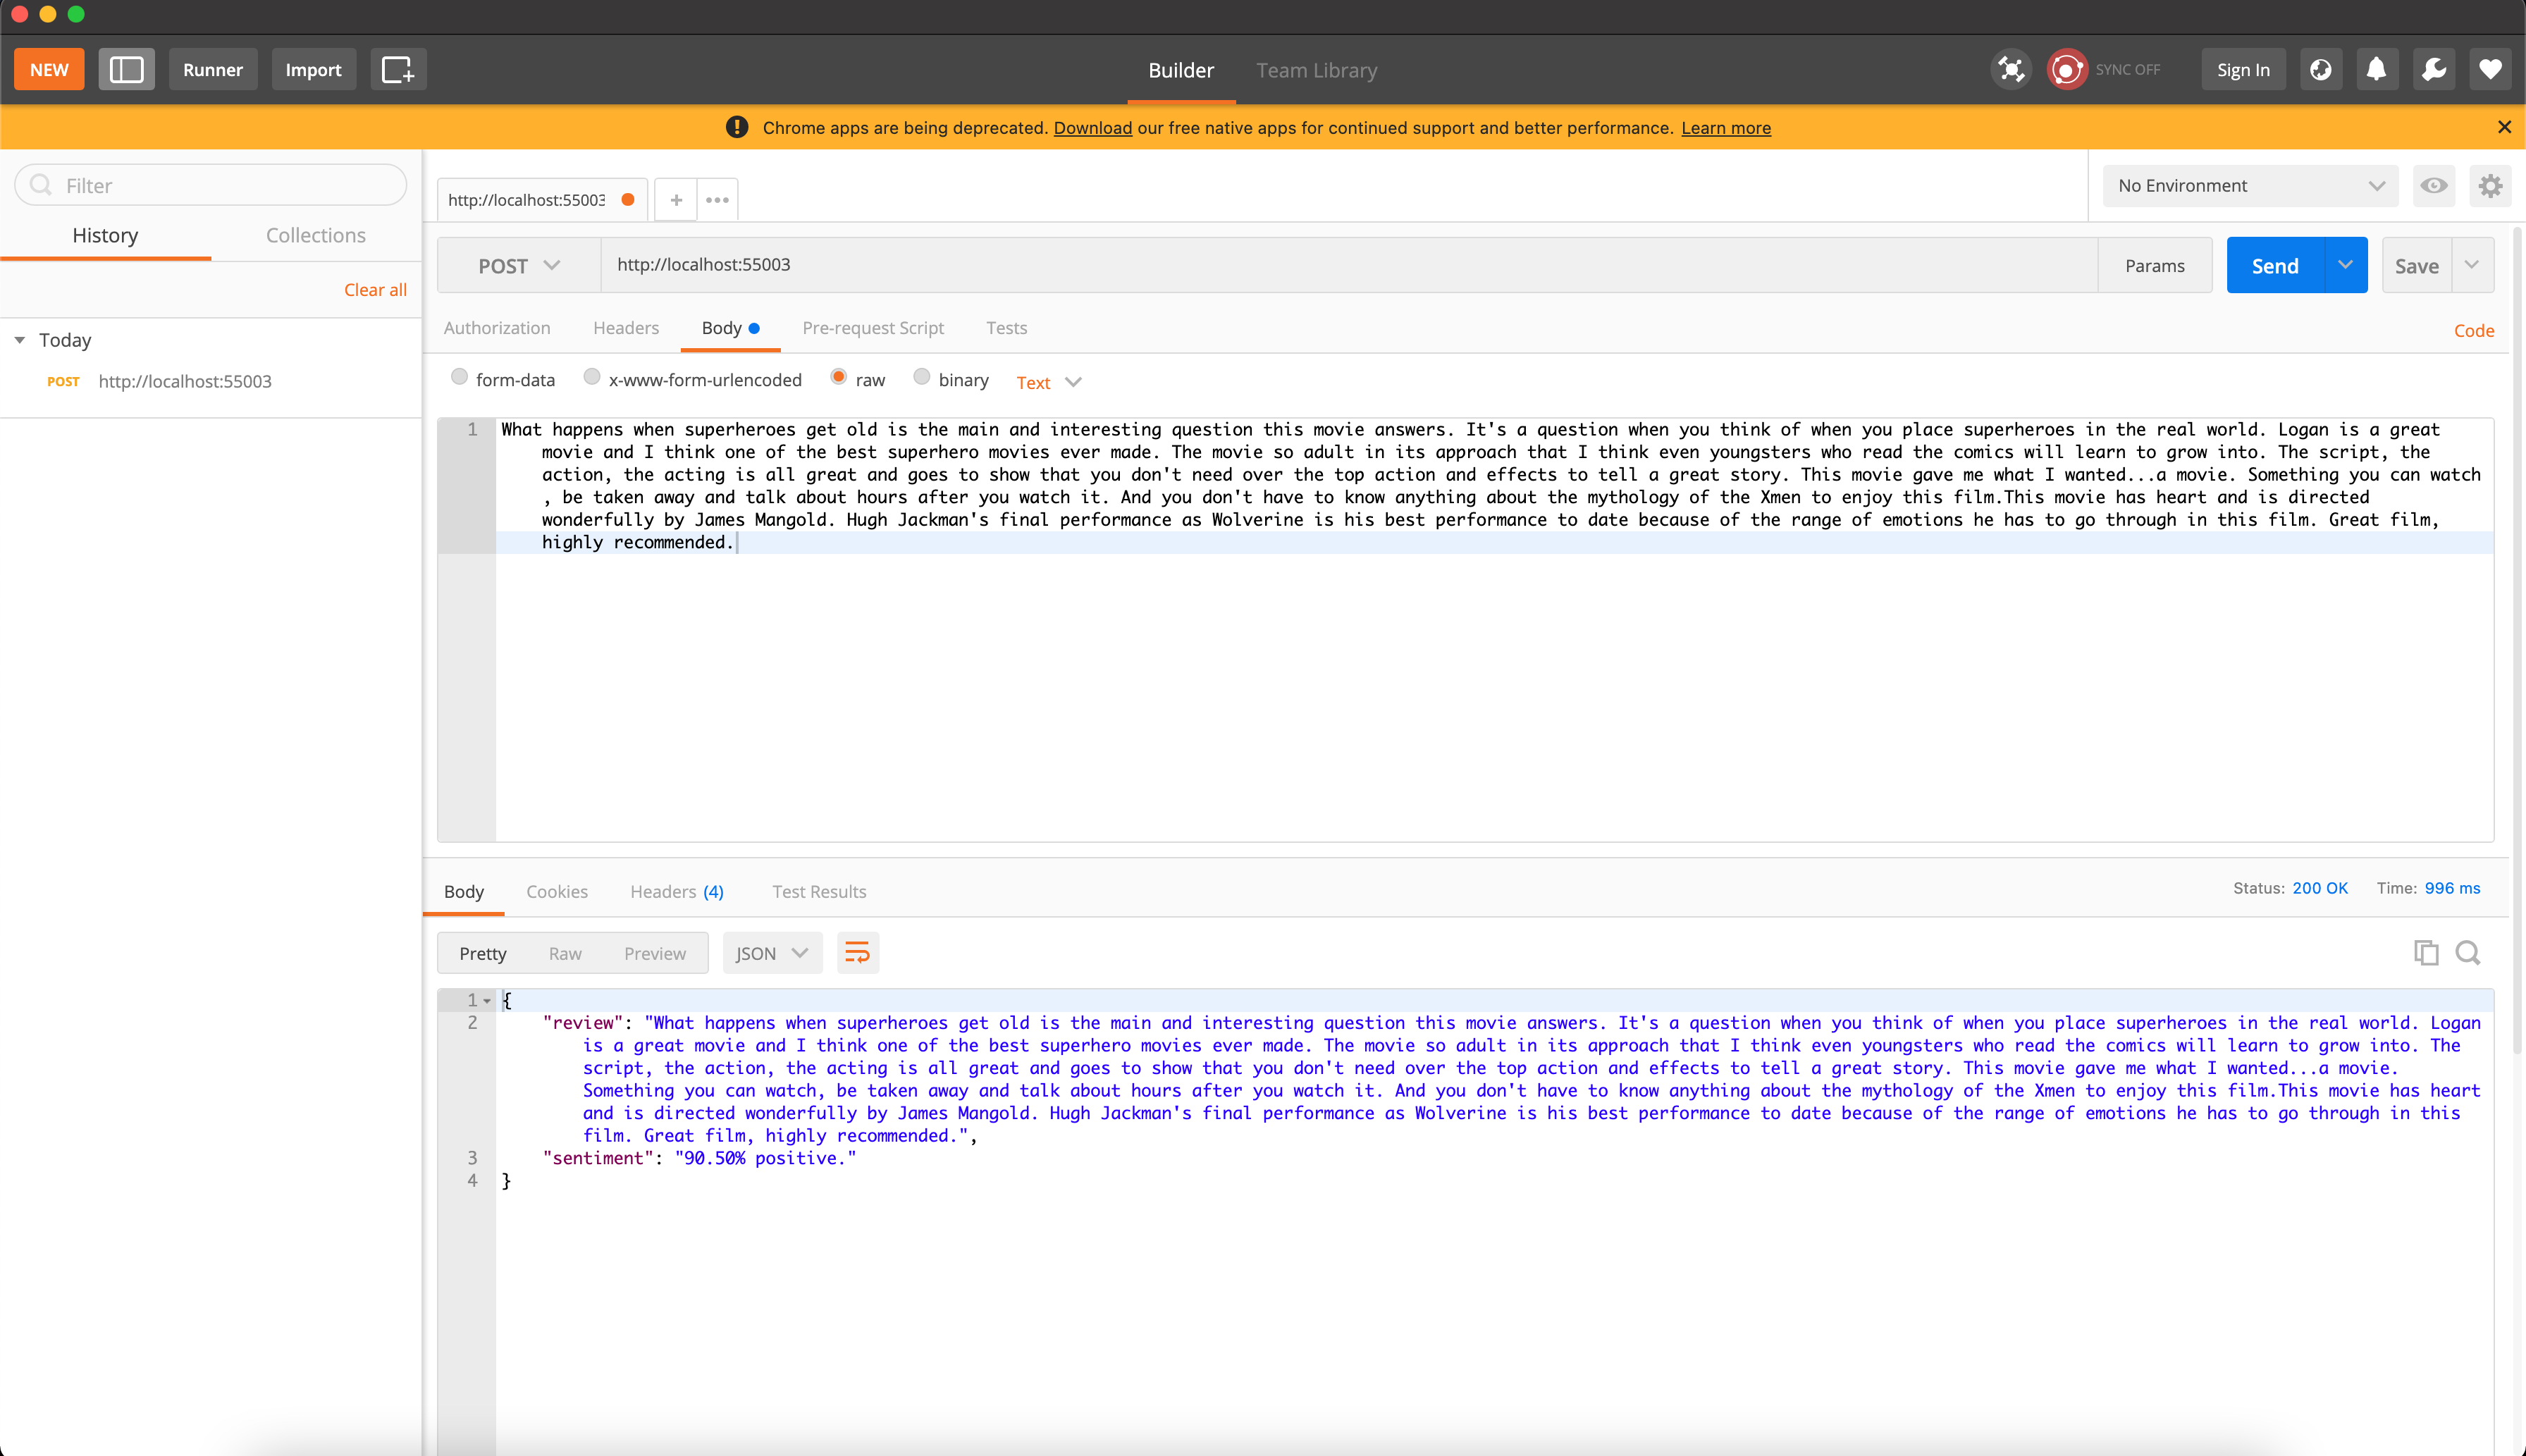 NEW Runner Import Builder Team Library SYNC OFF Sign In
Chrome apps are being deprecated. Download our free native apps for continued support and better performance. Learn more
Filter
History Collections
Clear all
Today
POST http://localhost:55003
http://localhost:55003 + •••
No Environment
POST http://localhost:55003 Params Send Save
Authorization Headers Body Pre-request Script Tests Code
form-data x-www-form-urlencoded raw binary Text
1 What happens when superheroes get old is the main and interesting question this movie answers. It's a question when you think of when you place superheroes in the real world. Logan is a great
movie and I think one of the best superhero movies ever made. The movie so adult in its approach that I think even youngsters who read the comics will learn to grow into. The script, the
action, the acting is all great and goes to show that you don't need over the top action and effects to tell a great story. This movie gave me what I wanted...a movie. Something you can watch
, be taken away and talk about hours after you watch it. And you don't have to know anything about the mythology of the Xmen to enjoy this film.This movie has heart and is directed
wonderfully by James Mangold. Hugh Jackman's final performance as Wolverine is his best performance to date because of the range of emotions he has to go through in this film. Great film,
highly recommended.
Body Cookies Headers (4) Test Results Status: 200 OK Time: 996 ms
Pretty Raw Preview JSON
1 {
2 "review": "What happens when superheroes get old is the main and interesting question this movie answers. It's a question when you think of when you place superheroes in the real world. Logan
is a great movie and I think one of the best superhero movies ever made. The movie so adult in its approach that I think even youngsters who read the comics will learn to grow into. The
script, the action, the acting is all great and goes to show that you don't need over the top action and effects to tell a great story. This movie gave me what I wanted...a movie.
Something you can watch, be taken away and talk about hours after you watch it. And you don't have to know anything about the mythology of the Xmen to enjoy this film.This movie has heart
and is directed wonderfully by James Mangold. Hugh Jackman's final performance as Wolverine is his best performance to date because of the range of emotions he has to go through in this
film. Great film, highly recommended.",
3 "sentiment": "90.50% positive."
4 }